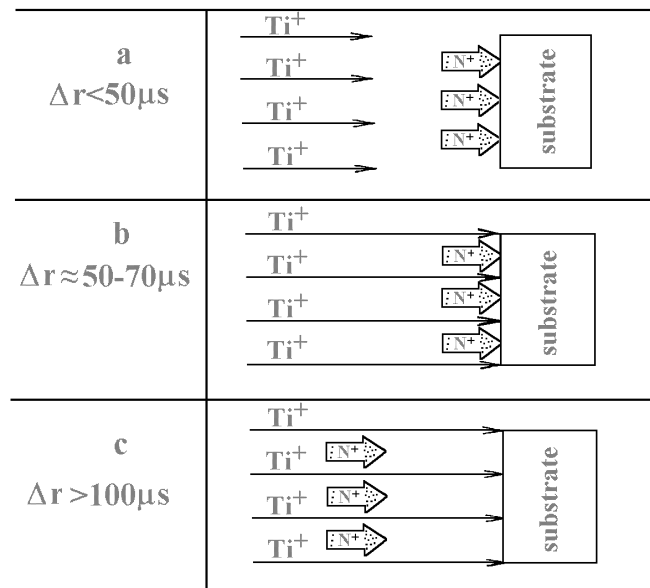 a
Δr<50μs
Ti+
Ti+
Ti+
Ti+
N+
N+
N+
substrate
b
Δr≈50-70μs
Ti+
Ti+
Ti+
Ti+
N+
N+
N+
substrate
c
Δr>100μs
Ti+
Ti+
Ti+
Ti+
N+
N+
N+
substrate